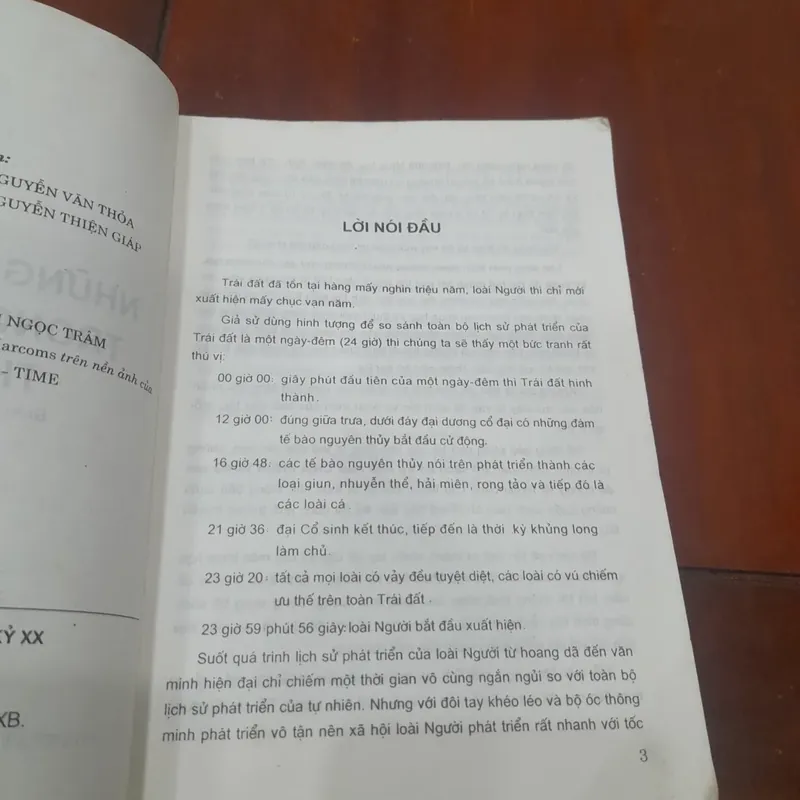 n:
GUYỄN VĂN THỎA
GUYỄN THIỆN GIÁP
NGỌC TRÂM
Marcoms trên nền ảnh của
– TIME
KỶ XX
XB.
LỜI NÓI ĐẦU
Trái đất đã tồn tại hàng mấy nghìn triệu năm, loài Người thì chỉ mới
xuất hiện mấy chục vạn năm.
Giả sử dùng hình tượng để so sánh toàn bộ lịch sử phát triển của
Trái đất là một ngày-đêm (24 giờ) thì chúng ta sẽ thấy một bức tranh rất
thú vị:
00 giờ 00: giây phút đầu tiên của một ngày-đêm thì Trái đất hình
thành.
12 giờ 00: đúng giữa trưa, dưới đáy đại dương cổ đại có những đám
tế bào nguyên thủy bắt đầu cử động.
16 giờ 48: các tế bào nguyên thủy nói trên phát triển thành các
loại giun, nhuyễn thể, hải miên, rong tảo và tiếp đó là
các loài cá.
21 giờ 36: đại Cổ sinh kết thúc, tiếp đến là thời kỳ khủng long
làm chủ.
23 giờ 20: tất cả mọi loài có vảy đều tuyệt diệt, các loài có vú chiếm
ưu thế trên toàn Trái đất.
23 giờ 59 phút 56 giây: loài Người bắt đầu xuất hiện.
Suốt quá trình lịch sử phát triển của loài Người từ hoang dã đến văn
minh hiện đại chỉ chiếm một thời gian vô cùng ngắn ngủi so với toàn bộ
lịch sử phát triển của tự nhiên. Nhưng với đôi tay khéo léo và bộ óc thông
minh phát triển vô tận nên xã hội loài Người phát triển rất nhanh với tốc
3